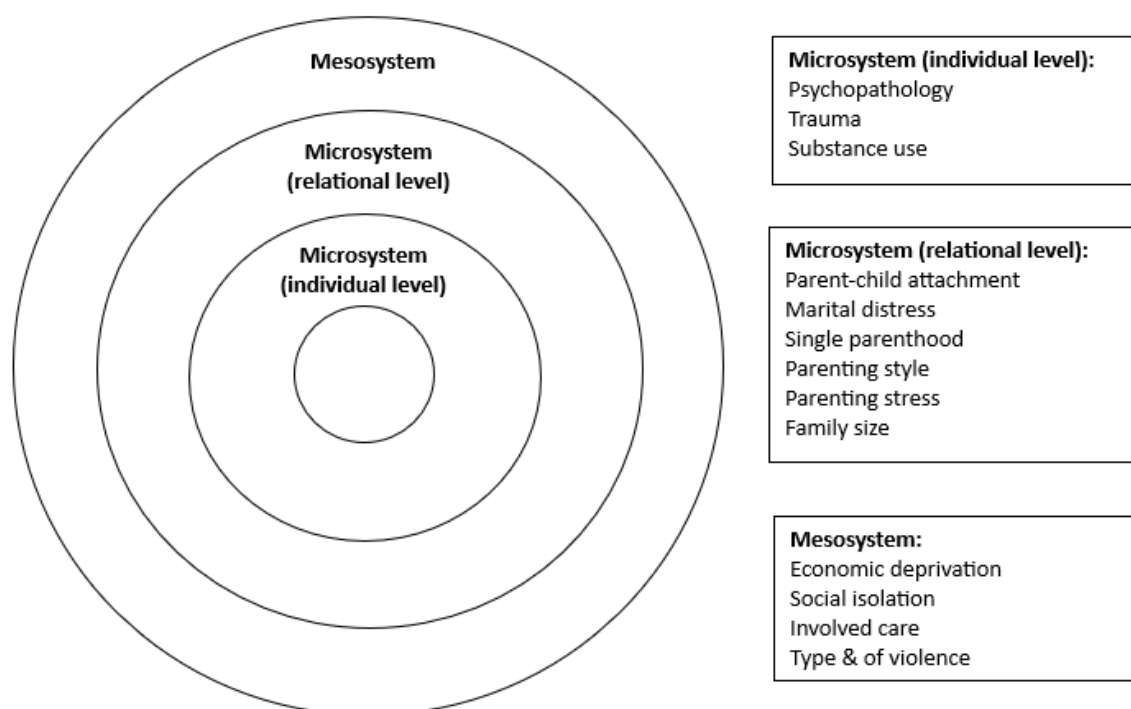 Mesosystem
Microsystem
(relational level)
Microsystem
(individual level)
Microsystem (individual level):
Psychopathology
Trauma
Substance use
Microsystem (relational level):
Parent-child attachment
Marital distress
Single parenthood
Parenting style
Parenting stress
Family size
Mesosystem:
Economic deprivation
Social isolation
Involved care
Type & of violence